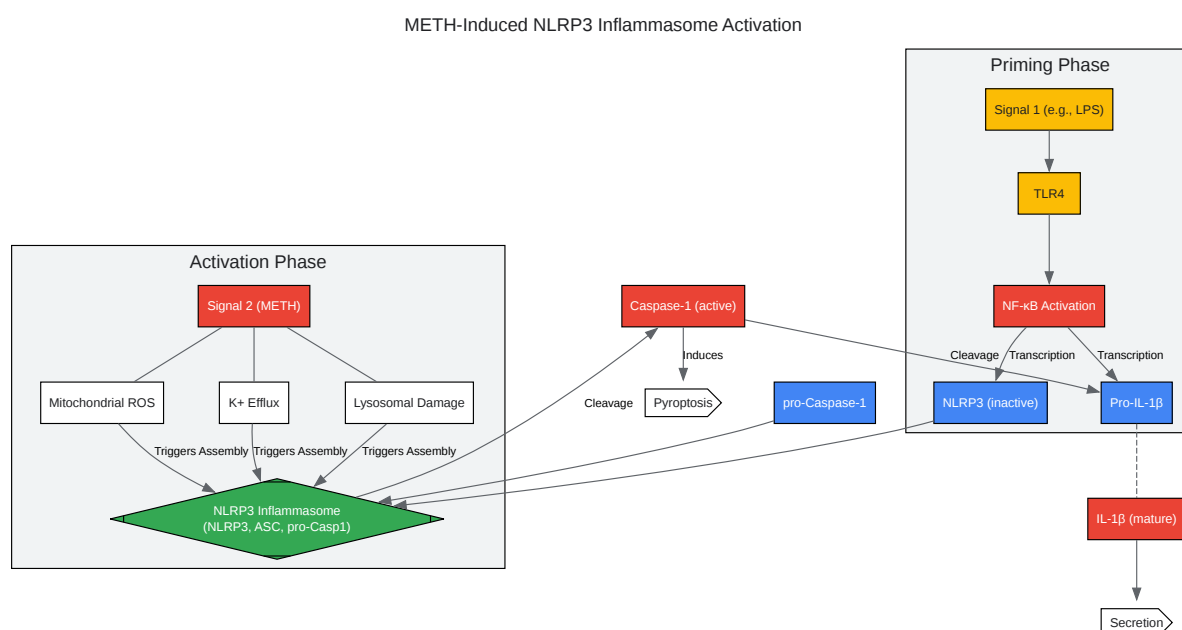 METH-Induced NLRP3 Inflammasome Activation
Priming Phase
Signal 1 (e.g., LPS)
TLR4
Activation Phase
Signal 2 (METH)
Caspase-1 (active)
NF-κB Activation
Induces
Cleavage
Transcription
Transcription
Mitochondrial ROS
K+ Efflux
Lysosomal Damage
Pyroptosis
pro-Caspase-1
NLRP3 (inactive)
Pro-IL-1β
Cleavage
Triggers Assembly
Triggers Assembly
Triggers Assembly
NLRP3 Inflammasome
(NLRP3, ASC, pro-Casp1)
IL-1β (mature)
Secretion